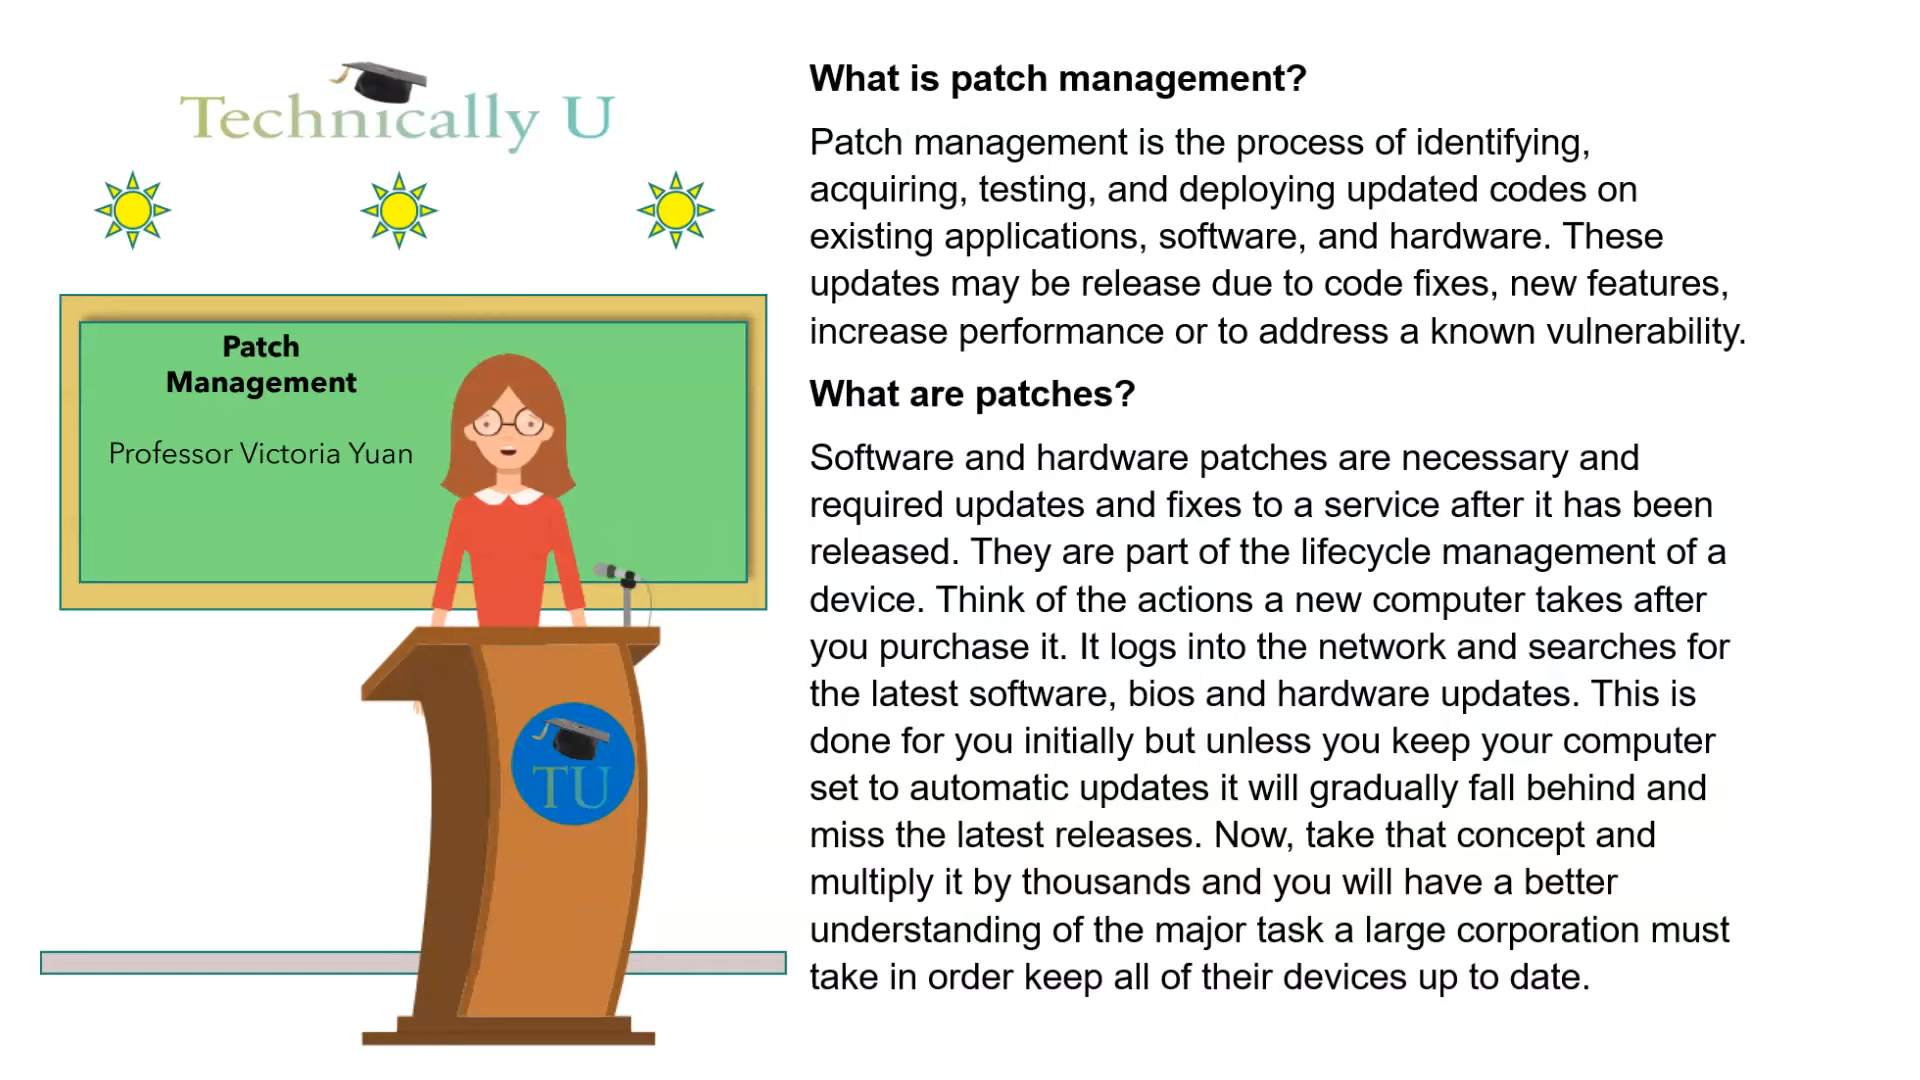 Technically U
Patch
Management
Professor Victoria Yuan
TU
What is patch management?
Patch management is the process of identifying,
acquiring, testing, and deploying updated codes on
existing applications, software, and hardware. These
updates may be release due to code fixes, new features,
increase performance or to address a known vulnerability.
What are patches?
Software and hardware patches are necessary and
required updates and fixes to a service after it has been
released. They are part of the lifecycle management of a
device. Think of the actions a new computer takes after
you purchase it. It logs into the network and searches for
the latest software, bios and hardware updates. This is
done for you initially but unless you keep your computer
set to automatic updates it will gradually fall behind and
miss the latest releases. Now, take that concept and
multiply it by thousands and you will have a better
understanding of the major task a large corporation must
take in order keep all of their devices up to date.